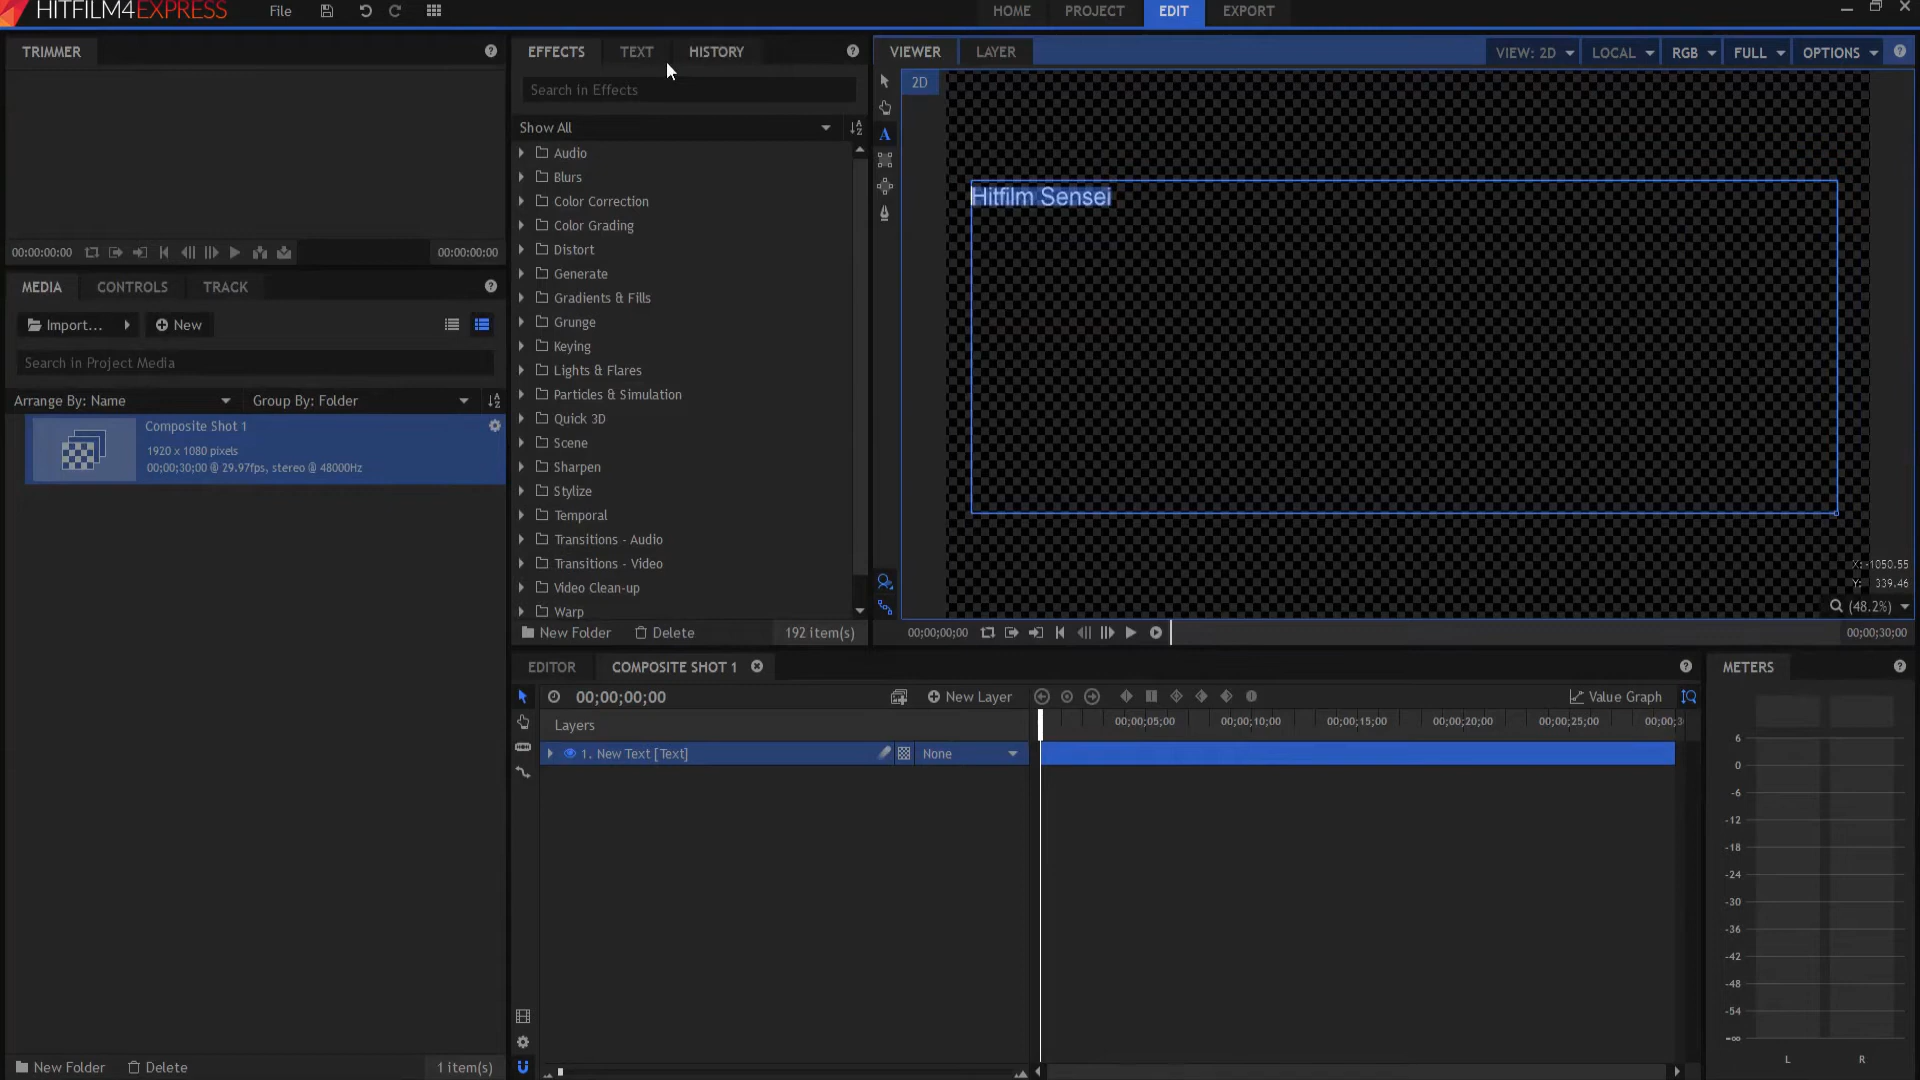 HITFILM4EXPRESS
File
HOME
PROJECT
EDIT
EXPORT
TRIMMER
00:00:00:00
00:00:00:00
MEDIA
CONTROLS
TRACK
Import...
New
Search in Project Media
Arrange By: Name
Group By: Folder
Composite Shot 1
1920 x 1080 pixels
00;00;30;00 @ 29.97fps, stereo @ 48000Hz
New Folder
Delete
1 item(s)
EFFECTS
TEXT
HISTORY
Search in Effects
Show All
Audio
Blurs
Color Correction
Color Grading
Distort
Generate
Gradients & Fills
Grunge
Keying
Lights & Flares
Particles & Simulation
Quick 3D
Scene
Sharpen
Stylize
Temporal
Transitions - Audio
Transitions - Video
Video Clean-up
Warp
New Folder
Delete
192 item(s)
VIEWER
LAYER
VIEW: 2D
LOCAL
RGB
FULL
OPTIONS
2D
A
Hitfilm Sensei
X: -1050.55
Y: 339.46
(48.2%)
00;00;00;00
00;00;30;00
EDITOR
COMPOSITE SHOT 1
00;00;00;00
New Layer
Value Graph
Layers
00;00;05;00
00;00;10;00
00;00;15;00
00;00;20;00
00;00;25;00
00;00;3
1. New Text [Text]
None
METERS
6
0
-6
-12
-18
-24
-30
-36
-42
-48
-54
-∞
L
R